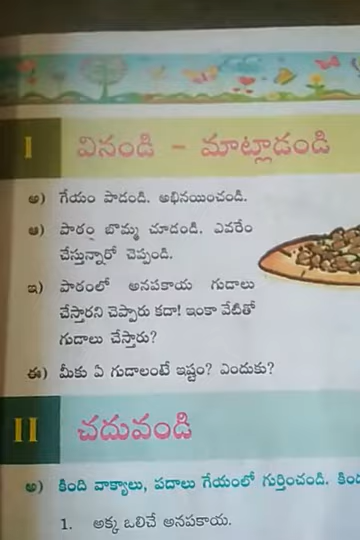 I వినండి - మాట్లాడండి
అ) గేయం పాడండి. అభినయించండి.
ఆ) పాఠం బొమ్మ చూడండి. ఎవరేం
చేస్తున్నారో చెప్పండి.
ఇ) పాఠంలో అనపకాయ గుడాలు
చేస్తారని చెప్పారు కదా! ఇంకా వేటితో
గుడాలు చేస్తారు?
ఈ) మీకు ఏ గుడాలంటే ఇష్టం? ఎందుకు?
II చదువండి
అ) కింది వాక్యాలు, పదాలు గేయంలో గుర్తించండి.
1. అక్క ఒలిచే అనపకాయ.